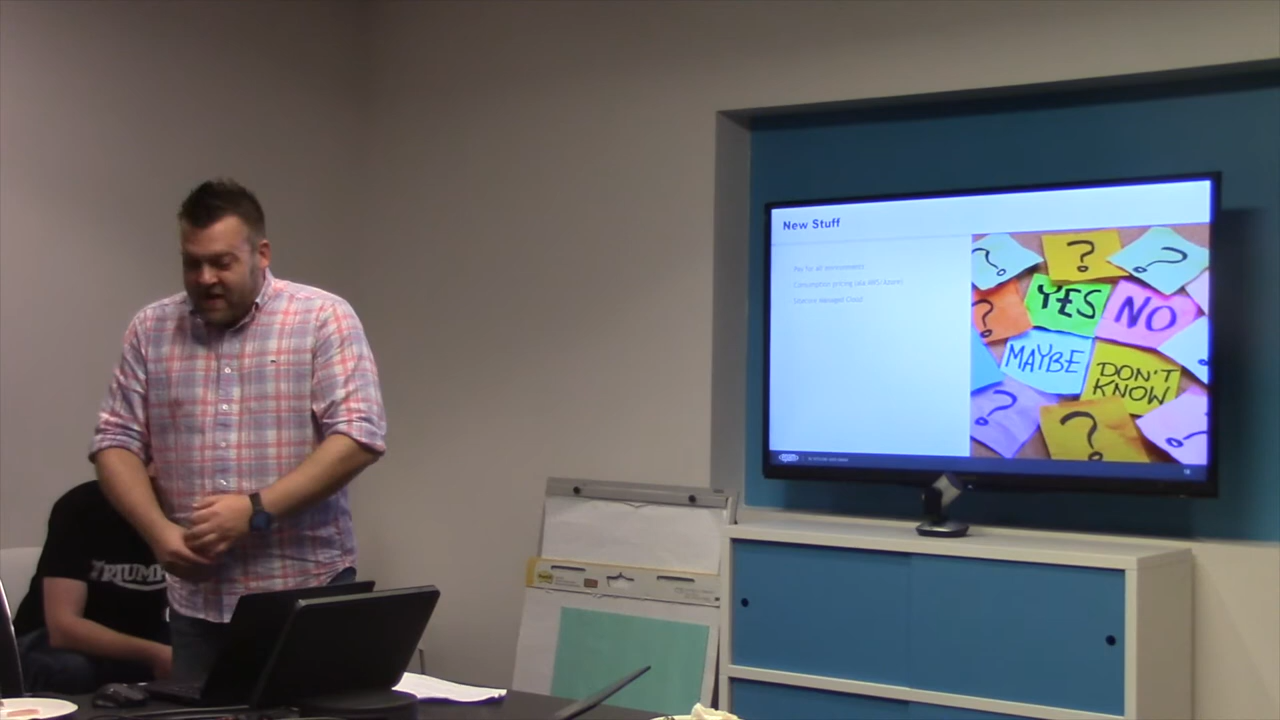 New Stuff
Pay for all environments
Consumption pricing (ala AWS/Azure)
Sitecore Managed Cloud
?
?
?
?
YES
NO
MAYBE
DON'T
KNOW
?
?
?
TRIUMPH